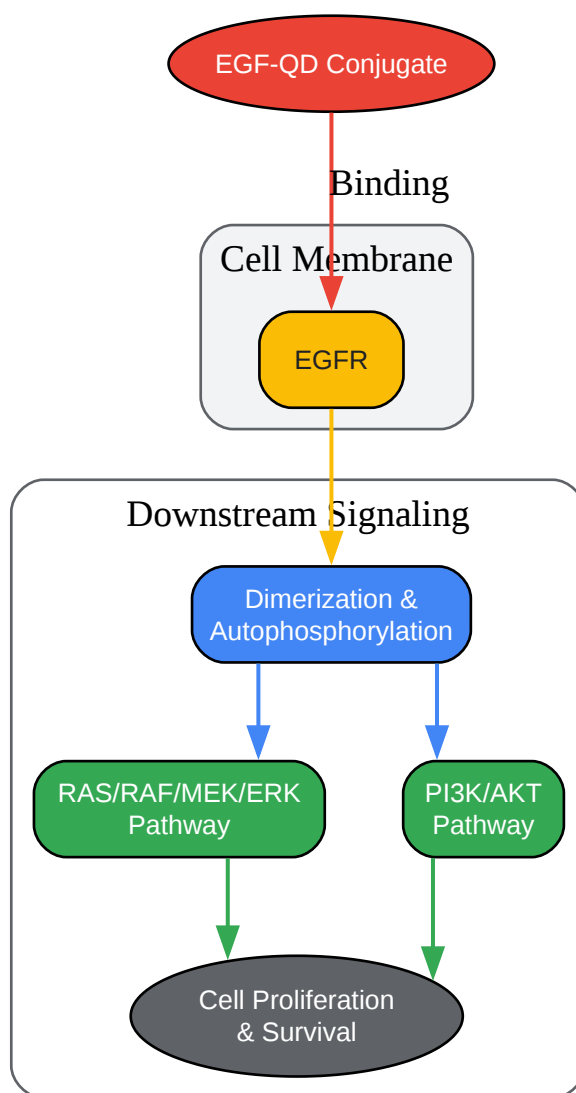 EGF-QD Conjugate
Binding
Cell Membrane
EGFR
Downstream Signaling
Dimerization &
Autophosphorylation
RAS/RAF/MEK/ERK
Pathway
PI3K/AKT
Pathway
Cell Proliferation
& Survival